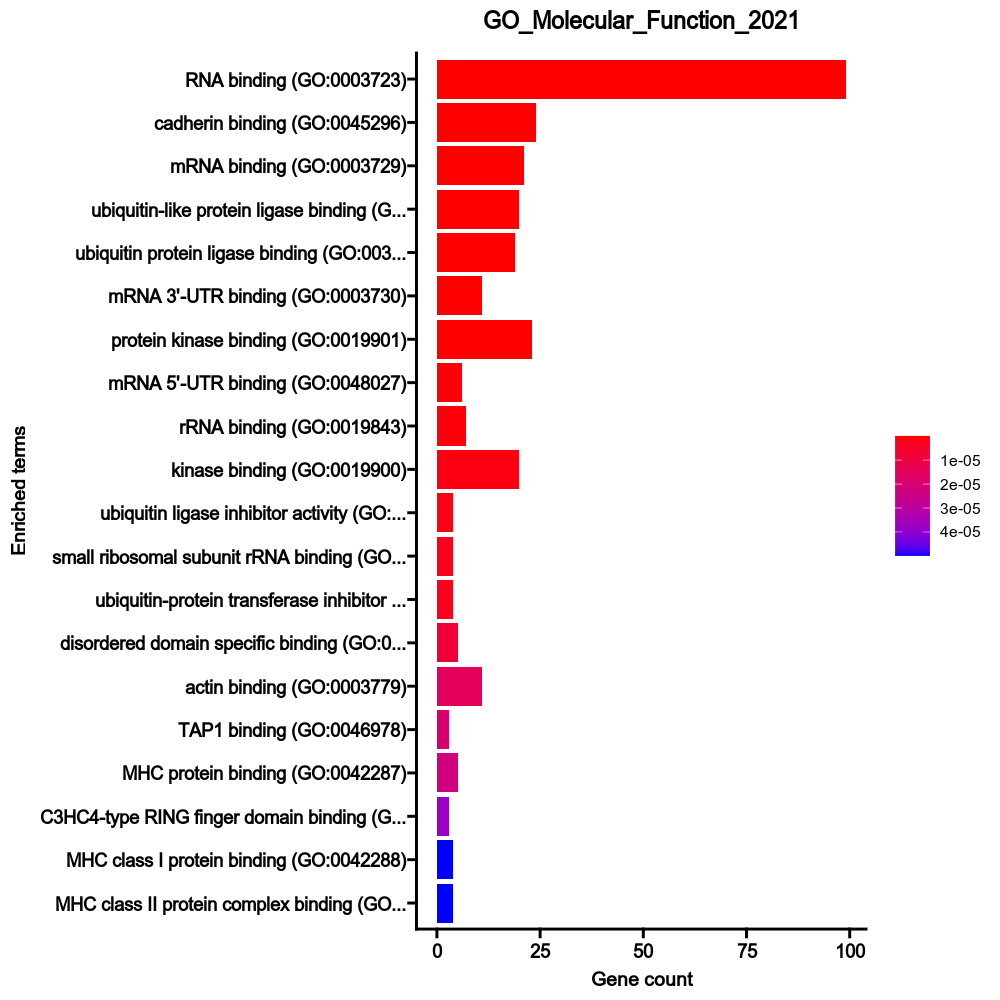 GO_Molecular_Function_2021
RNA binding (GO:0003723)
cadherin binding (GO:0045296)
mRNA binding (GO:0003729)
ubiquitin-like protein ligase binding (G...
ubiquitin protein ligase binding (GO:003...
mRNA 3'-UTR binding (GO:0003730)
protein kinase binding (GO:0019901)
mRNA 5'-UTR binding (GO:0048027)
rRNA binding (GO:0019843)
kinase binding (GO:0019900)
ubiquitin ligase inhibitor activity (GO:...
small ribosomal subunit rRNA binding (GO...
ubiquitin-protein transferase inhibitor ...
disordered domain specific binding (GO:0...
actin binding (GO:0003779)
TAP1 binding (GO:0046978)
MHC protein binding (GO:0042287)
C3HC4-type RING finger domain binding (G...
MHC class I protein binding (GO:0042288)
MHC class II protein complex binding (GO...
Enriched terms
0 25 50 75 100
Gene count
1e-05
2e-05
3e-05
4e-05